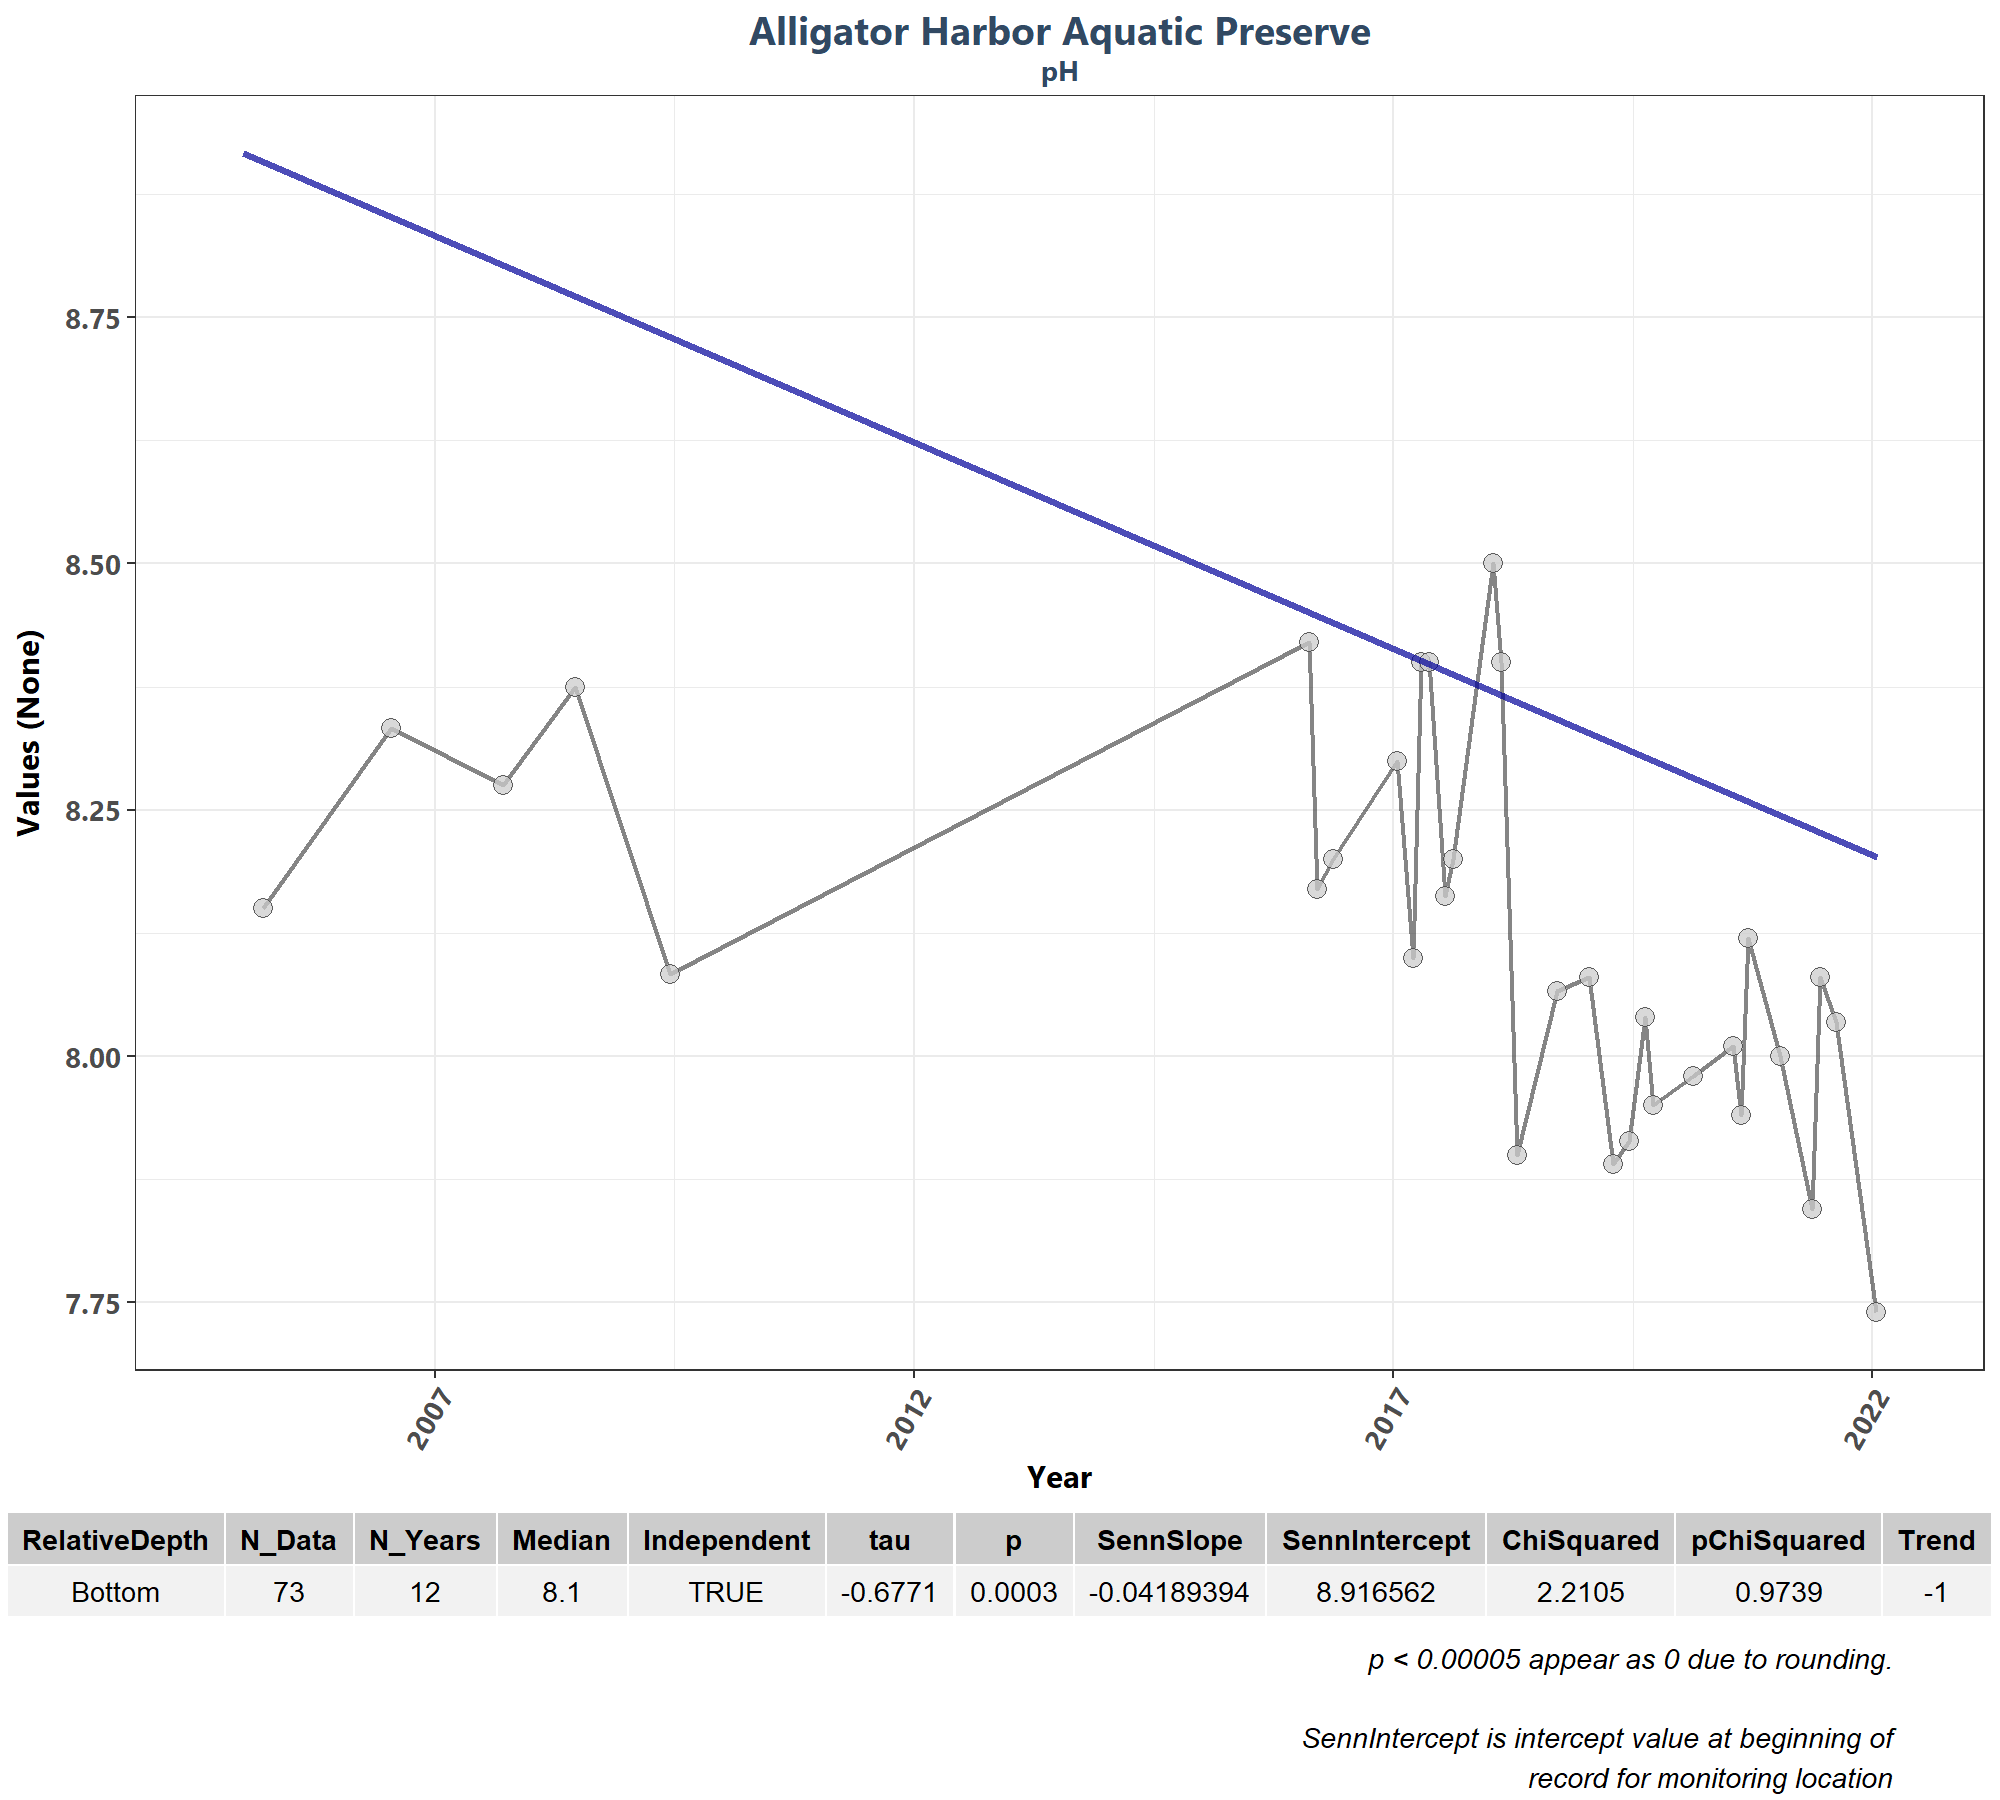 Alligator Harbor Aquatic Preserve
pH
Values (None)
8.75
8.50
8.25
8.00
7.75
2007 2012 2017 2022
Year
RelativeDepth N_Data N_Years Median Independent tau p SennSlope SennIntercept ChiSquared pChiSquared Trend
Bottom 73 12 8.1 TRUE -0.6771 0.0003 -0.04189394 8.916562 2.2105 0.9739 -1
p < 0.00005 appear as 0 due to rounding.
SennIntercept is intercept value at beginning of
record for monitoring location